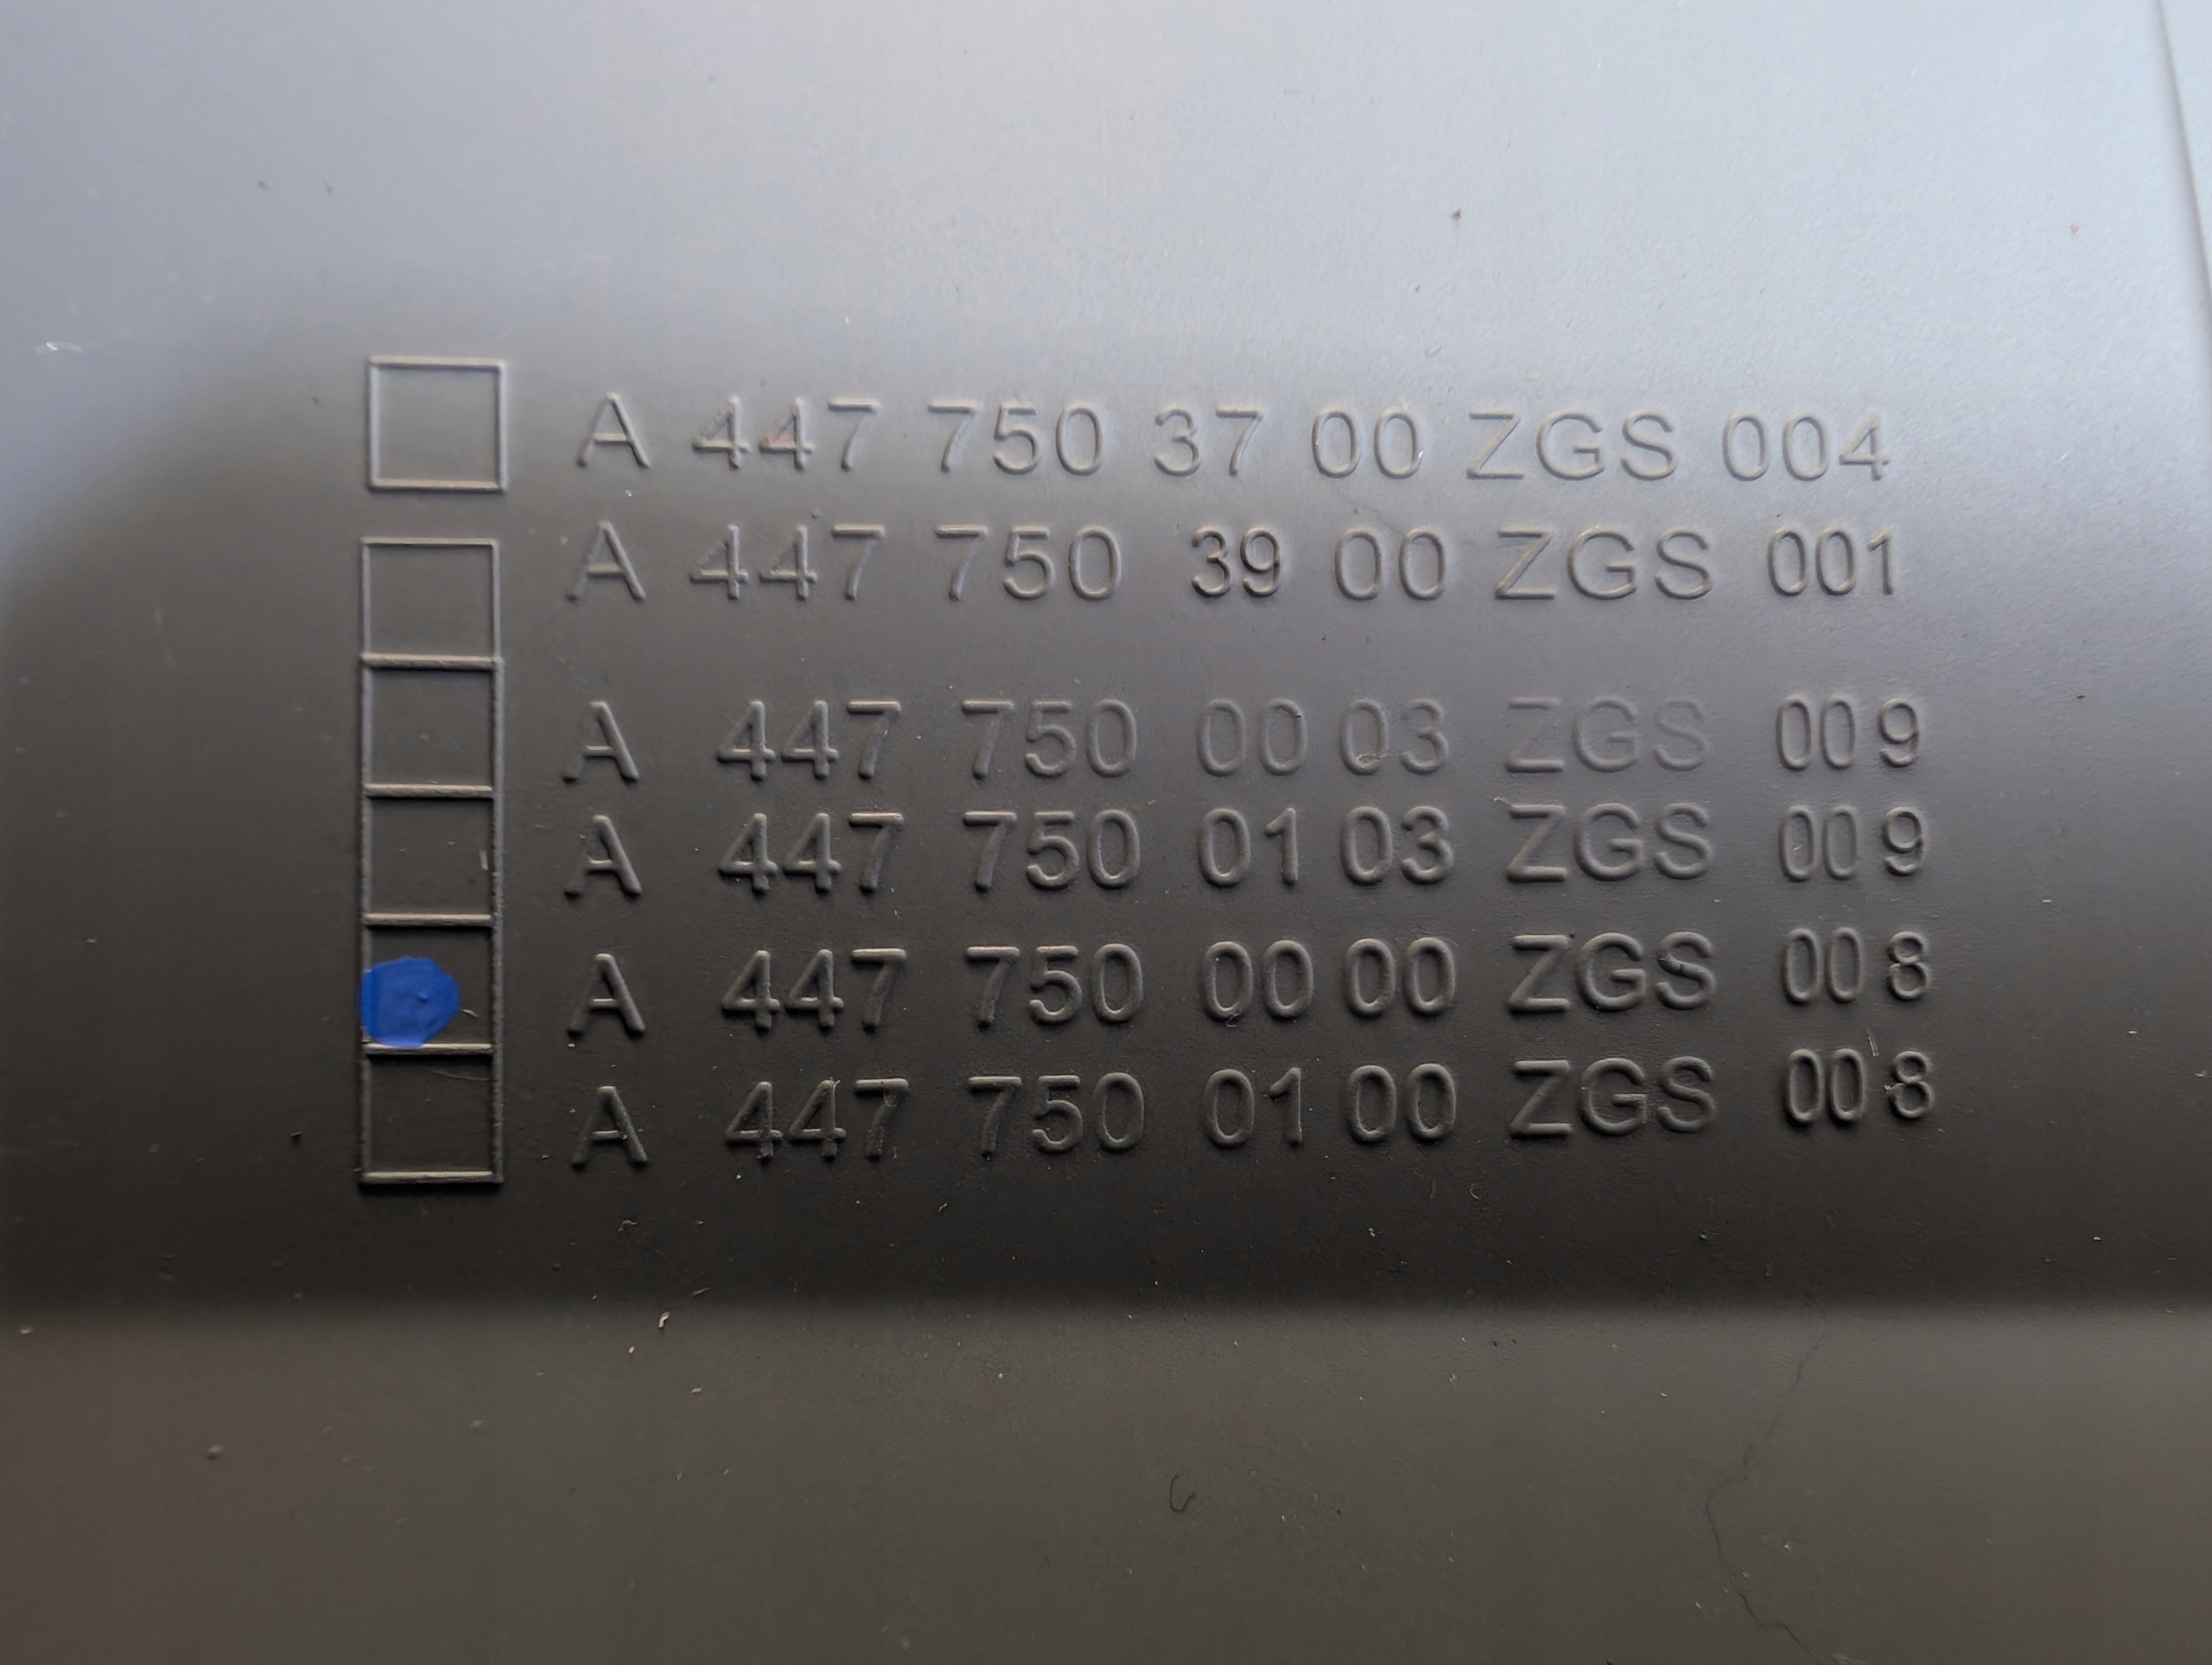 A 447 750 37 00 ZGS 004
A 447 750 39 00 ZGS 001
A 447 750 00 03 ZGS 009
A 447 750 01 03 ZGS 009
A 447 750 00 00 ZGS 008
A 447 750 01 00 ZGS 008